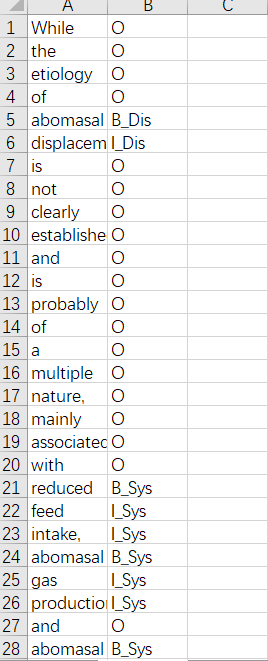 A B C
1 While O
2 the O
3 etiology O
4 of O
5 abomasal B_Dis
6 displacem I_Dis
7 is O
8 not O
9 clearly O
10 establishe O
11 and O
12 is O
13 probably O
14 of O
15 a O
16 multiple O
17 nature, O
18 mainly O
19 associatec O
20 with O
21 reduced B_Sys
22 feed I_Sys
23 intake, I_Sys
24 abomasal B_Sys
25 gas I_Sys
26 productio I_Sys
27 and O
28 abomasal B_Sys